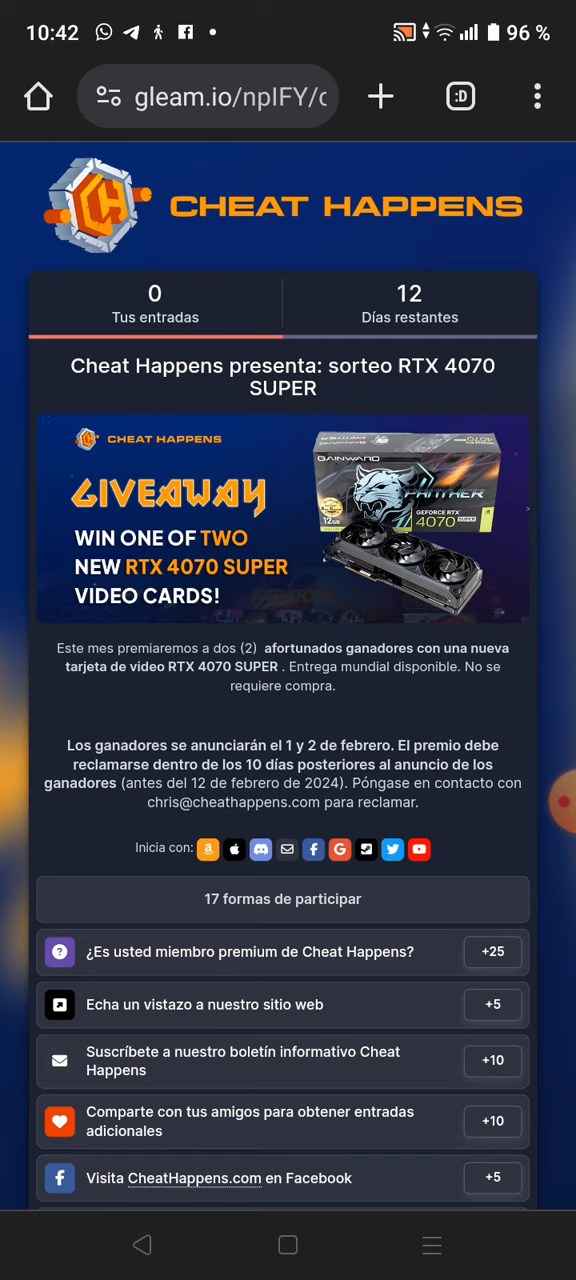 10:42
96 %
:D
gleam.io/npIFY/c
CHEAT HAPPENS
0
Tus entradas
12
Días restantes
Cheat Happens presenta: sorteo RTX 4070
SUPER
CHEAT HAPPENS
GIVEAWAY
WIN ONE OF TWO
NEW RTX 4070 SUPER
VIDEO CARDS!
GAINWARD
PANTHER
GEFORCE RTX
4070 SUPER
12GB
Este mes premiaremos a dos (2) afortunados ganadores con una nueva
tarjeta de video RTX 4070 SUPER . Entrega mundial disponible. No se
requiere compra.
Los ganadores se anunciarán el 1 y 2 de febrero. El premio debe
reclamarse dentro de los 10 días posteriores al anuncio de los
ganadores (antes del 12 de febrero de 2024). Póngase en contacto con
chris@cheathappens.com para reclamar.
Inicia con:
17 formas de participar
¿Es usted miembro premium de Cheat Happens?
+25
Echa un vistazo a nuestro sitio web
+5
Suscríbete a nuestro boletín informativo Cheat
Happens
+10
Comparte con tus amigos para obtener entradas
adicionales
+10
Visita CheatHappens.com en Facebook
+5